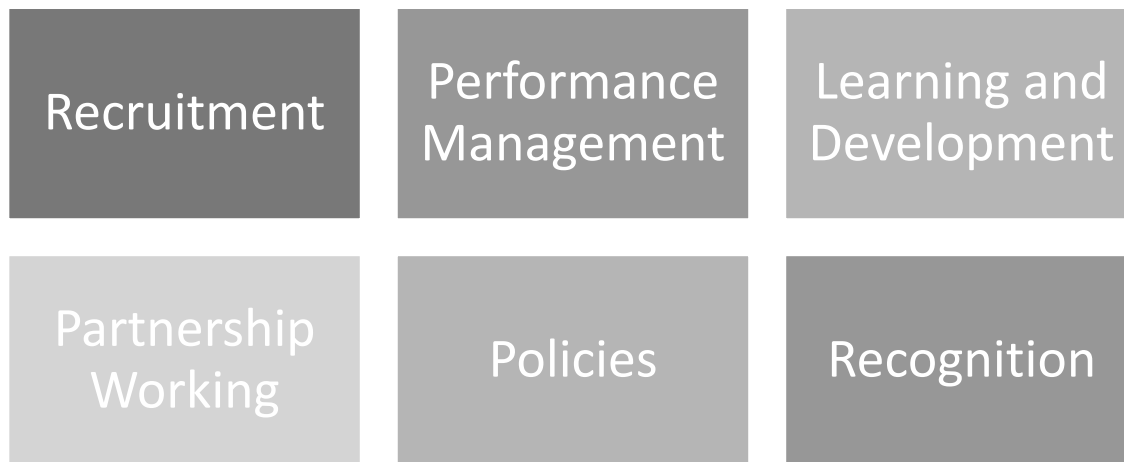 Recruitment
Performance
Management
Learning and
Development
Partnership
Working
Policies
Recognition